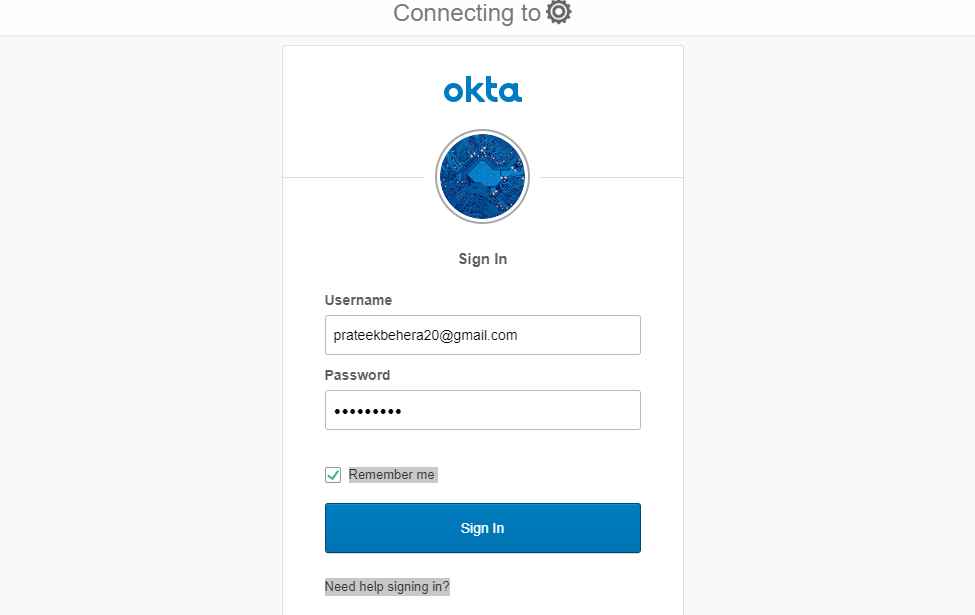 Connecting to
okta
Sign In
Username
prateekbehera20@gmail.com
Password
•••••••••
Remember me
Sign In
Need help signing in?